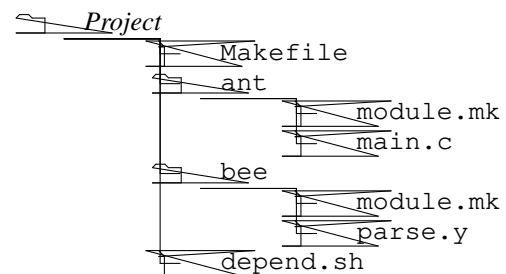 Project
Makefile
ant
module.mk
main.c
bee
module.mk
parse.y
depend.sh